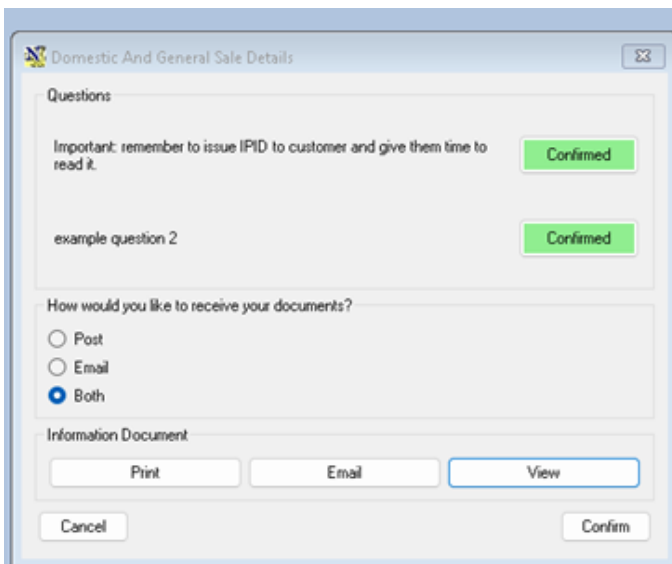 Domestic And General Sale Details
Questions
Important: remember to issue IPID to customer and give them time to
read it.
Confirmed
example question 2
Confirmed
How would you like to receive your documents?
Post
Email
Both
Information Document
Print
Email
View
Cancel
Confirm